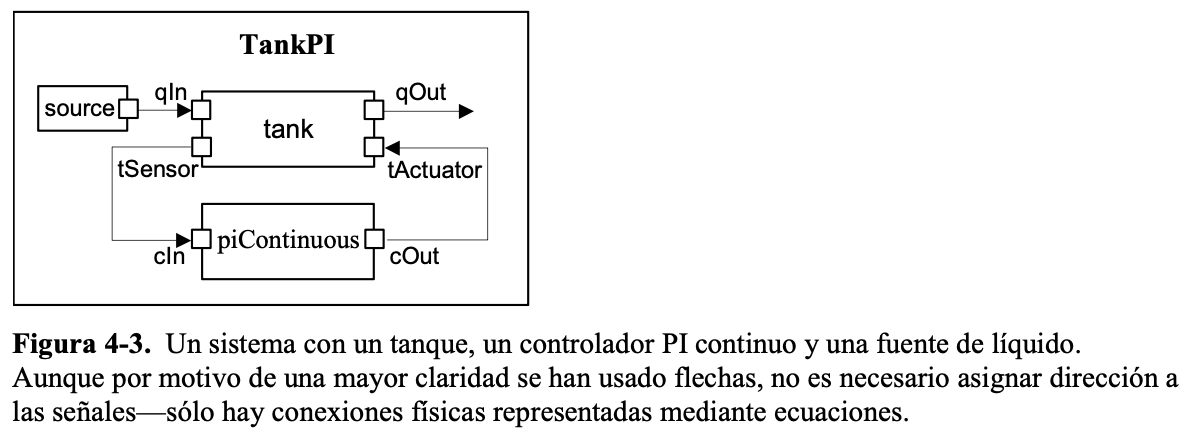 TankPI
source
qIn
qOut
tank
tSensor
tActuator
piContinuous
cIn
cOut
Figura 4-3. Un sistema con un tanque, un controlador PI continuo y una fuente de líquido.
Aunque por motivo de una mayor claridad se han usado flechas, no es necesario asignar dirección a
las señales—sólo hay conexiones físicas representadas mediante ecuaciones.